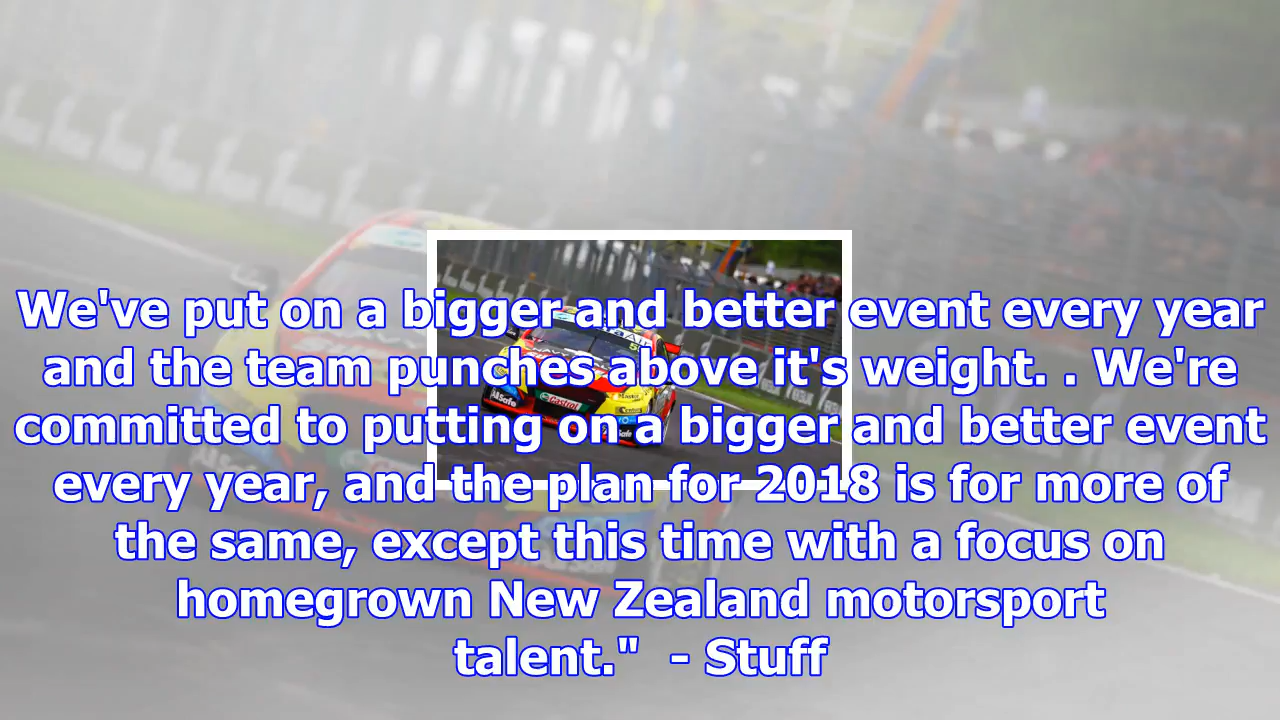 We've put on a bigger and better event every year
and the team punches above it's weight. . We're
committed to putting on a bigger and better event
every year, and the plan for 2018 is for more of
the same, except this time with a focus on
homegrown New Zealand motorsport
talent."  - Stuff
Castrol